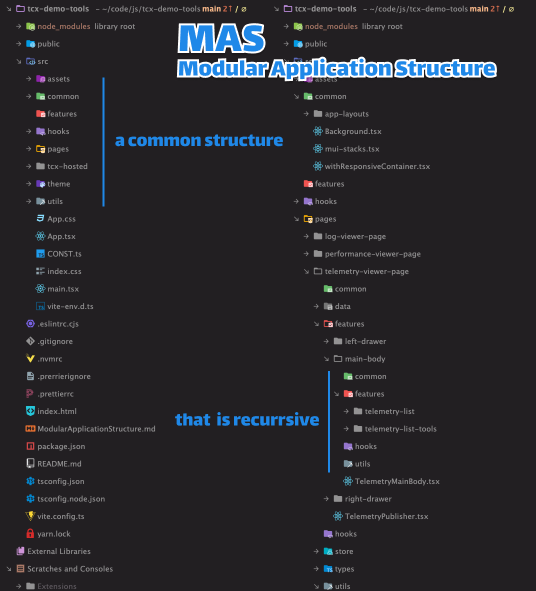 tcx-demo-tools ~/code/js/tcx-demo-tools main 2↑ / ∅
node_modules library root
public
src
assets
common
features
hooks
pages
tcx-hosted
theme
utils
App.css
App.tsx
CONST.ts
index.css
main.tsx
vite-env.d.ts
.eslintrc.cjs
.gitignore
.nvmrc
.prerrierignore
.prettierrc
index.html
ModularApplicationStructure.md
package.json
README.md
tsconfig.json
tsconfig.node.json
vite.config.ts
yarn.lock
External Libraries
Scratches and Consoles
Extensions
MAS
Modular Application Structure
a common structure
that is recurrsive
tcx-demo-tools ~/code/js/tcx-demo-tools main 2↑ / ∅
node_modules library root
public
assets
common
app-layouts
Background.tsx
mui-stacks.tsx
withResponsiveContainer.tsx
features
hooks
pages
log-viewer-page
performance-viewer-page
telemetry-viewer-page
common
data
features
left-drawer
main-body
common
features
telemetry-list
telemetry-list-tools
hooks
utils
TelemetryMainBody.tsx
right-drawer
TelemetryPublisher.tsx
hooks
store
types
utils